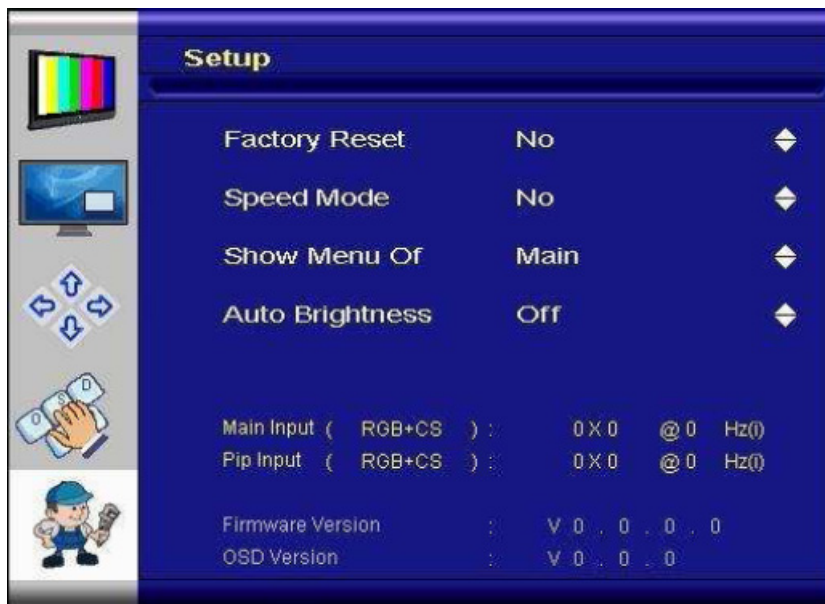 Setup
Factory Reset No
Speed Mode No
Show Menu Of Main
Auto Brightness Off
O S D
Main Input ( RGB+CS ) : 0 X 0 @ 0 Hz(i)
Pip Input ( RGB+CS ) : 0 X 0 @ 0 Hz(i)
Firmware Version : V 0 . 0 . 0 . 0
OSD Version : V 0 . 0 . 0